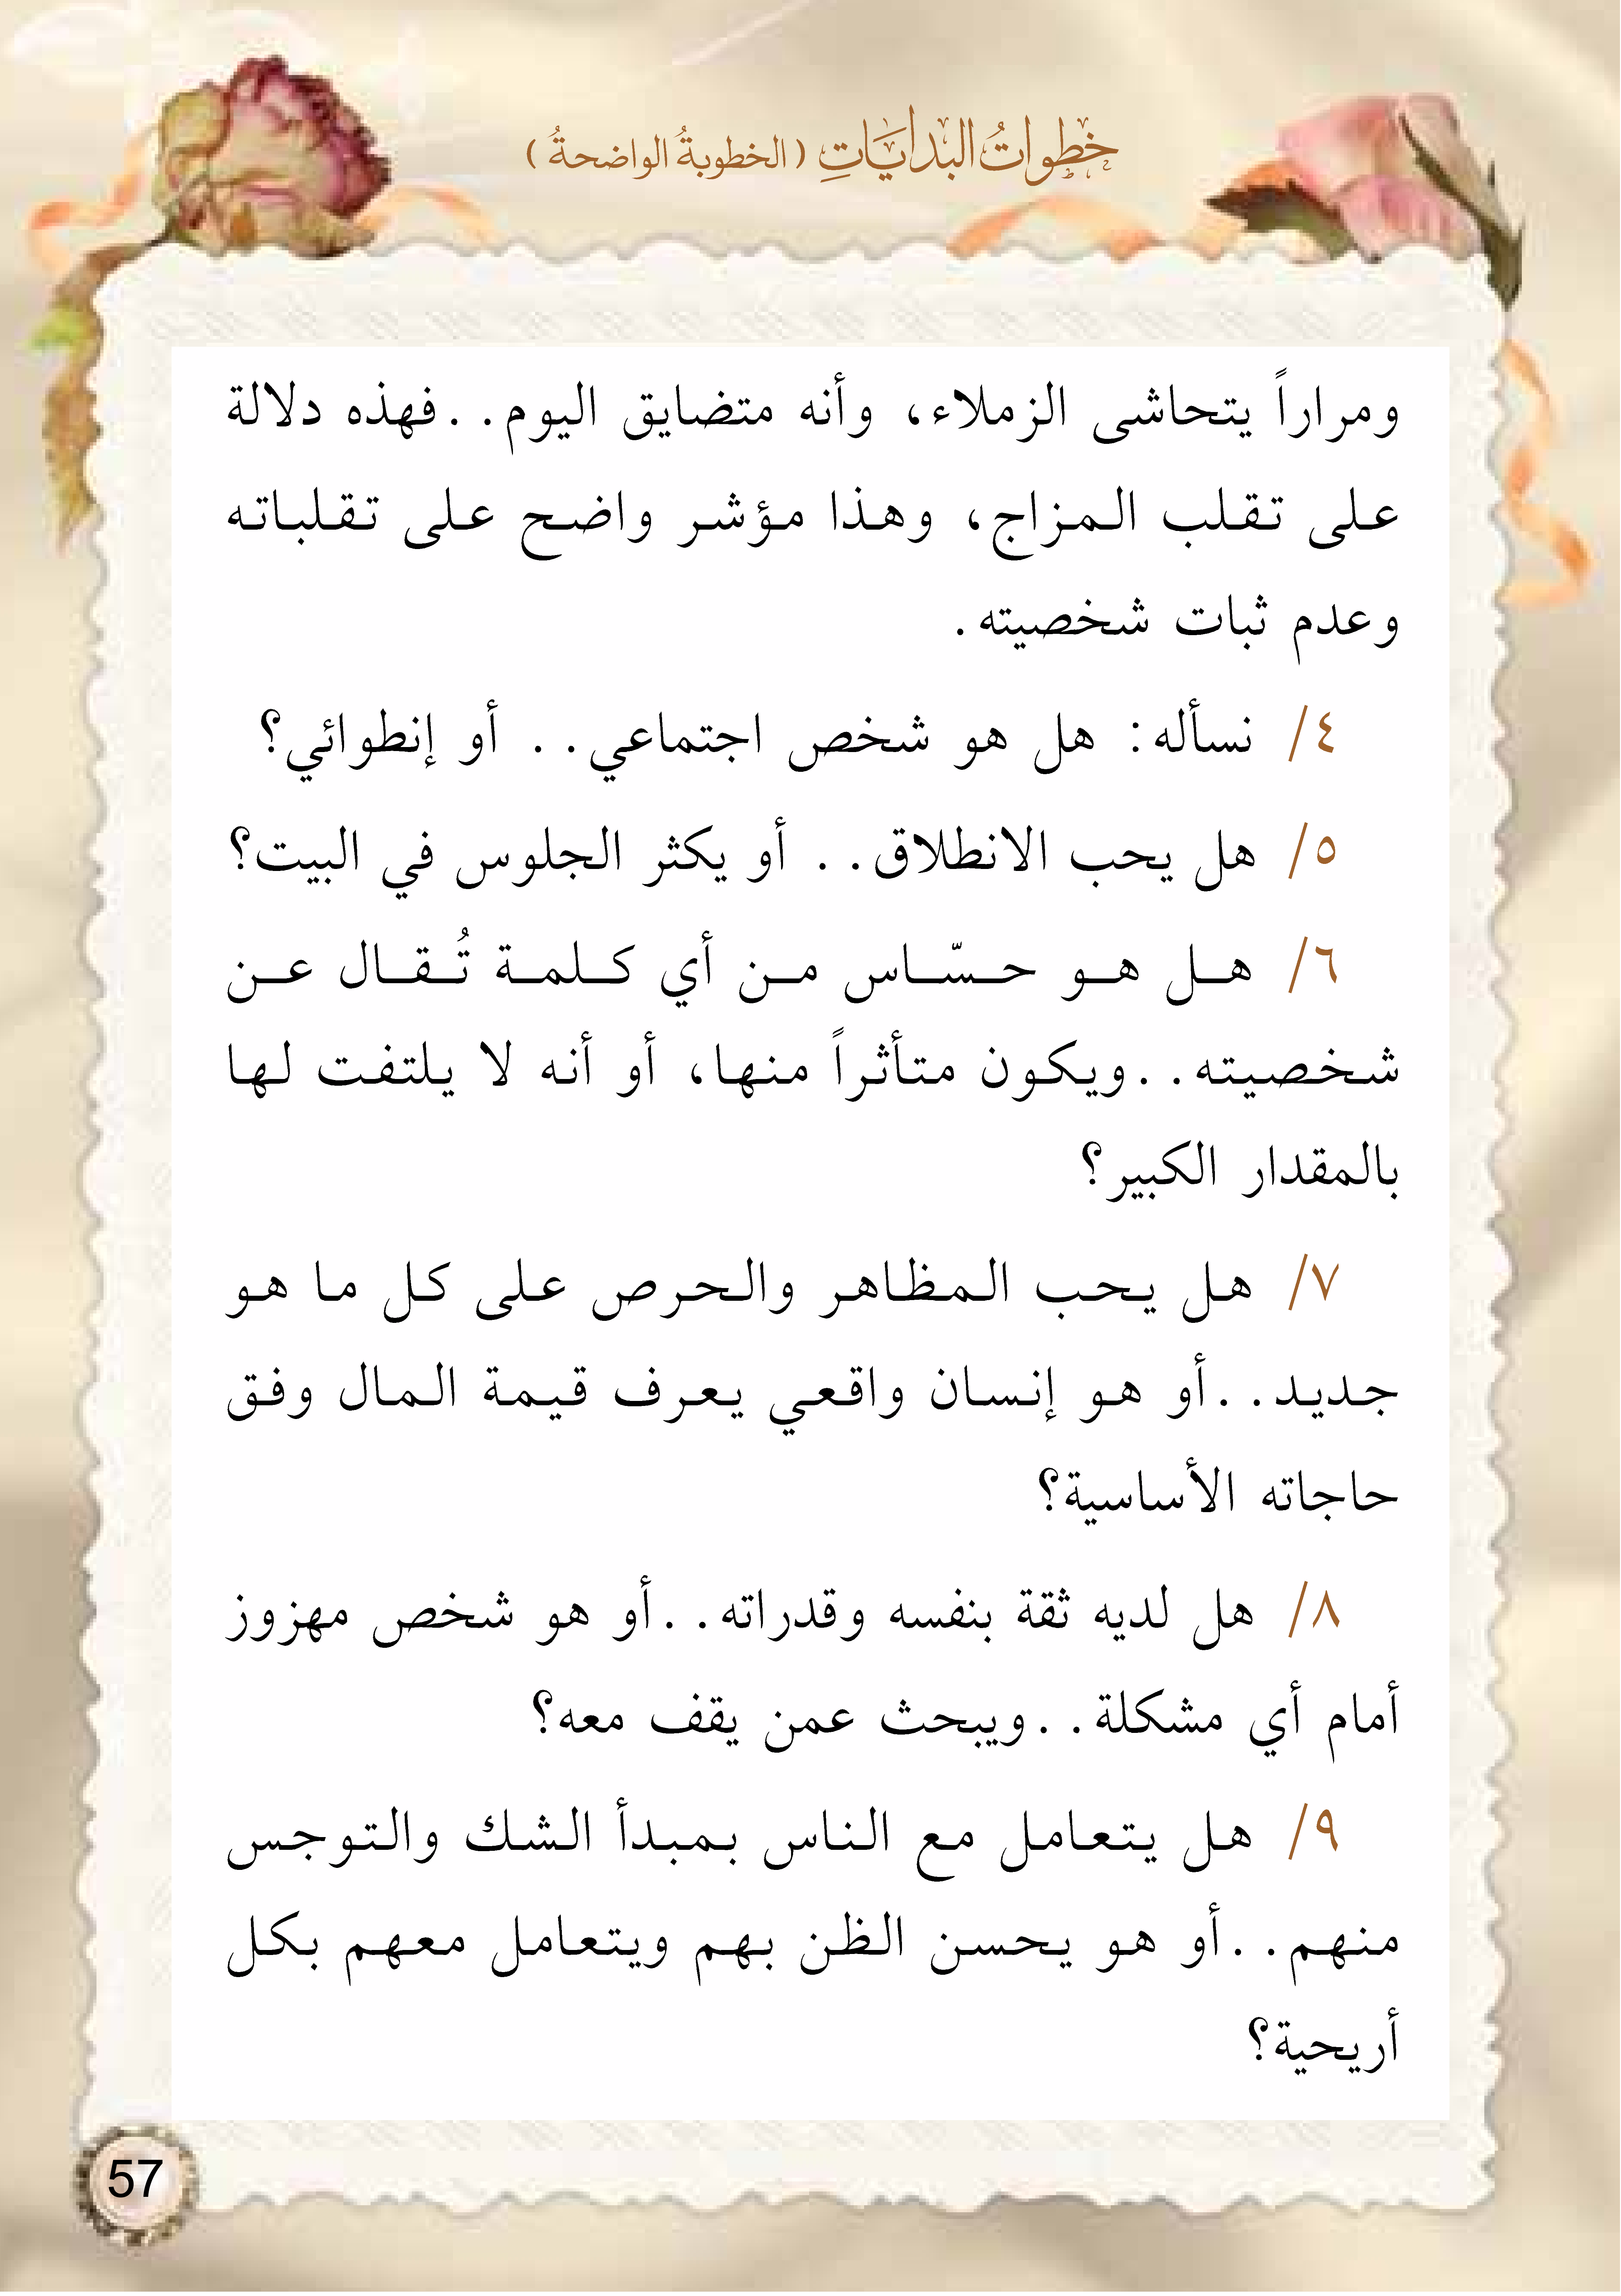 خطواتُ البدايَاتِ ( الخطوبةُ الواضحةُ )
ومراراً يتحاشى الزملاء، وأنه متضايق اليوم. .فهذه دلالة
على تقلب المزاج، وهذا مؤشر واضح على تقلباته
وعدم ثبات شخصيته.
٤/ نسأله: هل هو شخص اجتماعي. . أو إنطوائي؟
٥/ هل يحب الانطلاق. . أو يكثر الجلوس في البيت؟
٦/ هل هو حسّاس من أي كلمة تُقال عن
شخصيته. .ويكون متأثراً منها، أو أنه لا يلتفت لها
بالمقدار الكبير؟
٧/ هل يحب المظاهر والحرص على كل ما هو
جديد. .أو هو إنسان واقعي يعرف قيمة المال وفق
حاجاته الأساسية؟
٨/ هل لديه ثقة بنفسه وقدراته. .أو هو شخص مهزوز
أمام أي مشكلة. .ويبحث عمن يقف معه؟
٩/ هل يتعامل مع الناس بمبدأ الشك والتوجس
منهم. .أو هو يحسن الظن بهم ويتعامل معهم بكل
أريحية؟
57